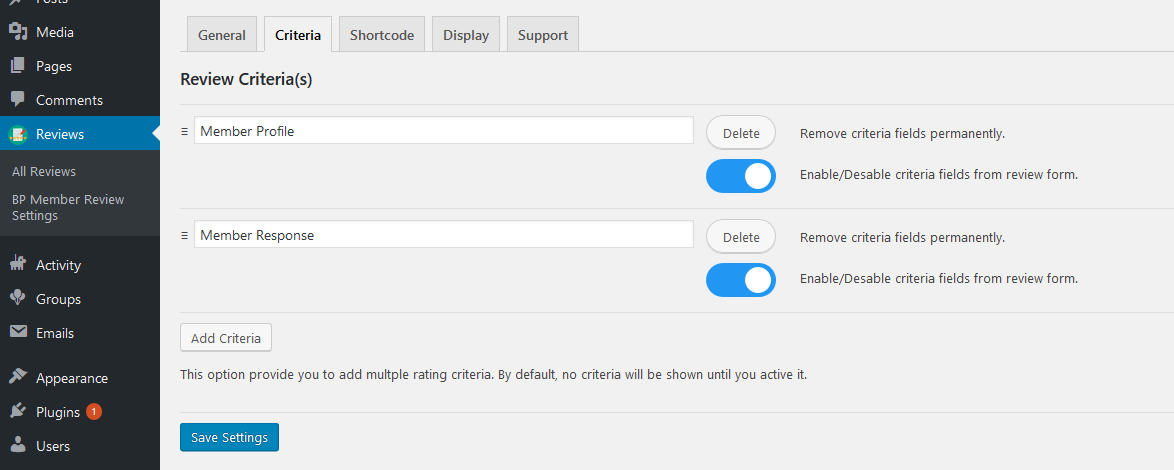 Posts
Media
Pages
Comments
Reviews
All Reviews
BP Member Review
Settings
Activity
Groups
Emails
Appearance
Plugins 1
Users
General Criteria Shortcode Display Support
Review Criteria(s)
Member Profile Delete Remove criteria fields permanently.
Enable/Desable criteria fields from review form.
Member Response Delete Remove criteria fields permanently.
Enable/Desable criteria fields from review form.
Add Criteria
This option provide you to add multple rating criteria. By default, no criteria will be shown until you active it.
Save Settings